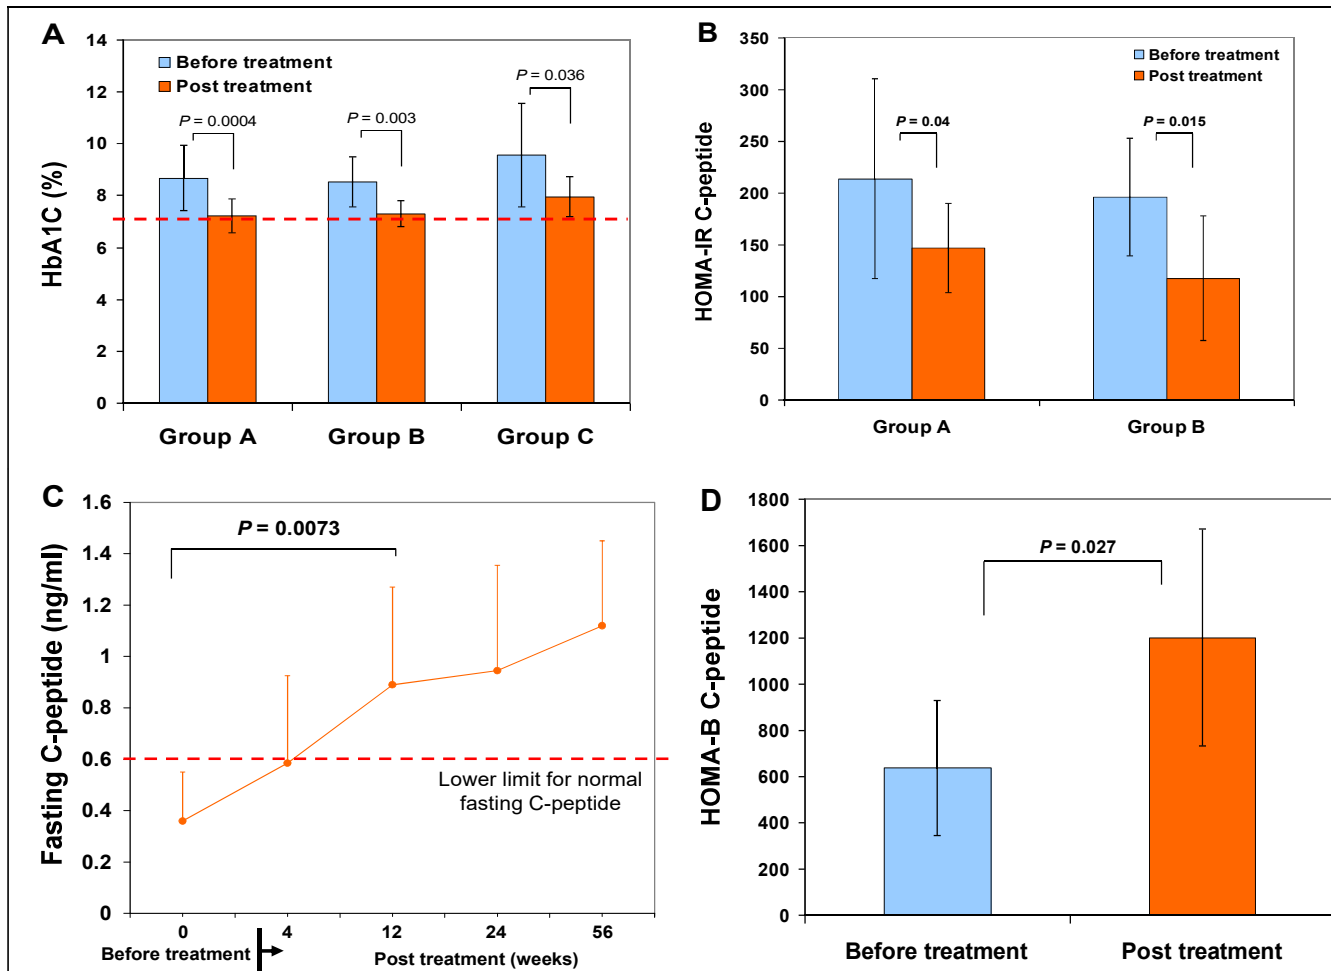 A
14
12
10
8
6
4
2
0
HbA1C (%)
Before treatment
Post treatment
P = 0.0004
P = 0.003
P = 0.036
Group A
Group B
Group C
B
350
300
250
200
150
100
50
0
HOMA-IR C-peptide
Before treatment
Post treatment
P = 0.04
P = 0.015
Group A
Group B
C
1.6
1.4
1.2
1
0.8
0.6
0.4
0.2
0
Fasting C-peptide (ng/ml)
P = 0.0073
Lower limit for normal
fasting C-peptide
0 4 12 24 56
Before treatment Post treatment (weeks)
D
1800
1600
1400
1200
1000
800
600
400
200
0
HOMA-B C-peptide
P = 0.027
Before treatment Post treatment